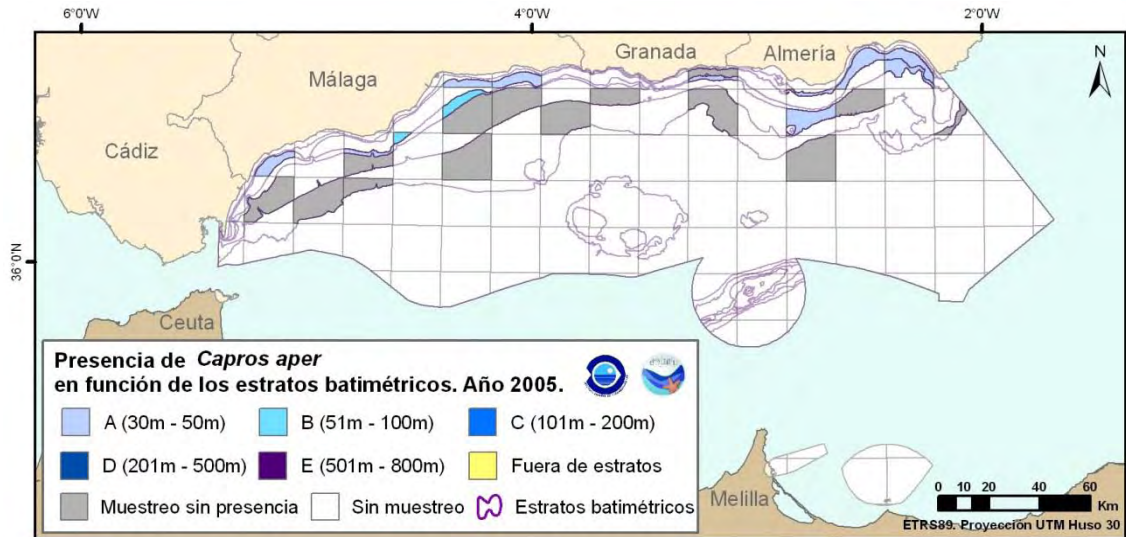 6°0'W 4°0'W 2°0'W
Granada Almería N
Málaga
Cádiz
36°0'N
Ceuta
Presencia de Capros aper
en función de los estratos batimétricos. Año 2005.
A (30m - 50m) B (51m - 100m) C (101m - 200m)
D (201m - 500m) E (501m - 800m) Fuera de estratos
Muestreo sin presencia Sin muestreo Estratos batimétricos
Melilla
0 10 20 40 60
Km
ETRS89. Proyección UTM Huso 30